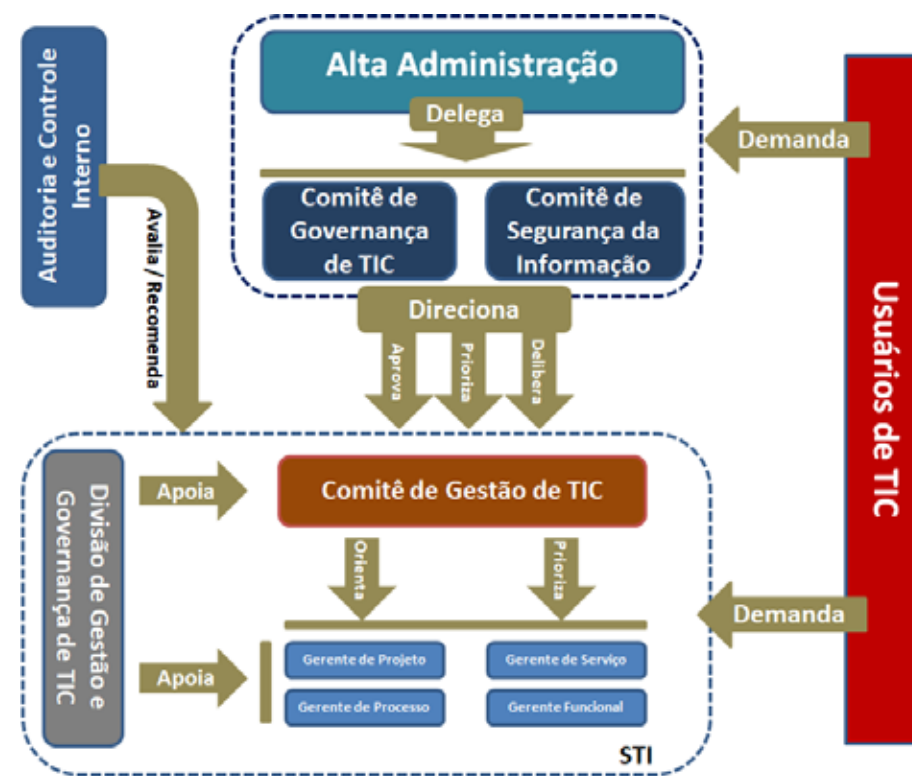 Auditoria e Controle
Interno
Avalia / Recomenda
Alta Administração
Delega
Comitê de
Governança
de TIC
Comitê de
Segurança da
Informação
Direciona
Aprova
Prioriza
Delibera
Demanda
Usuários de TIC
Demanda
Divisão de Gestão e
Governança de TIC
Apoia
Comitê de Gestão de TIC
Orienta
Prioriza
Apoia
Gerente de Projeto
Gerente de Serviço
Gerente de Processo
Gerente Funcional
STI